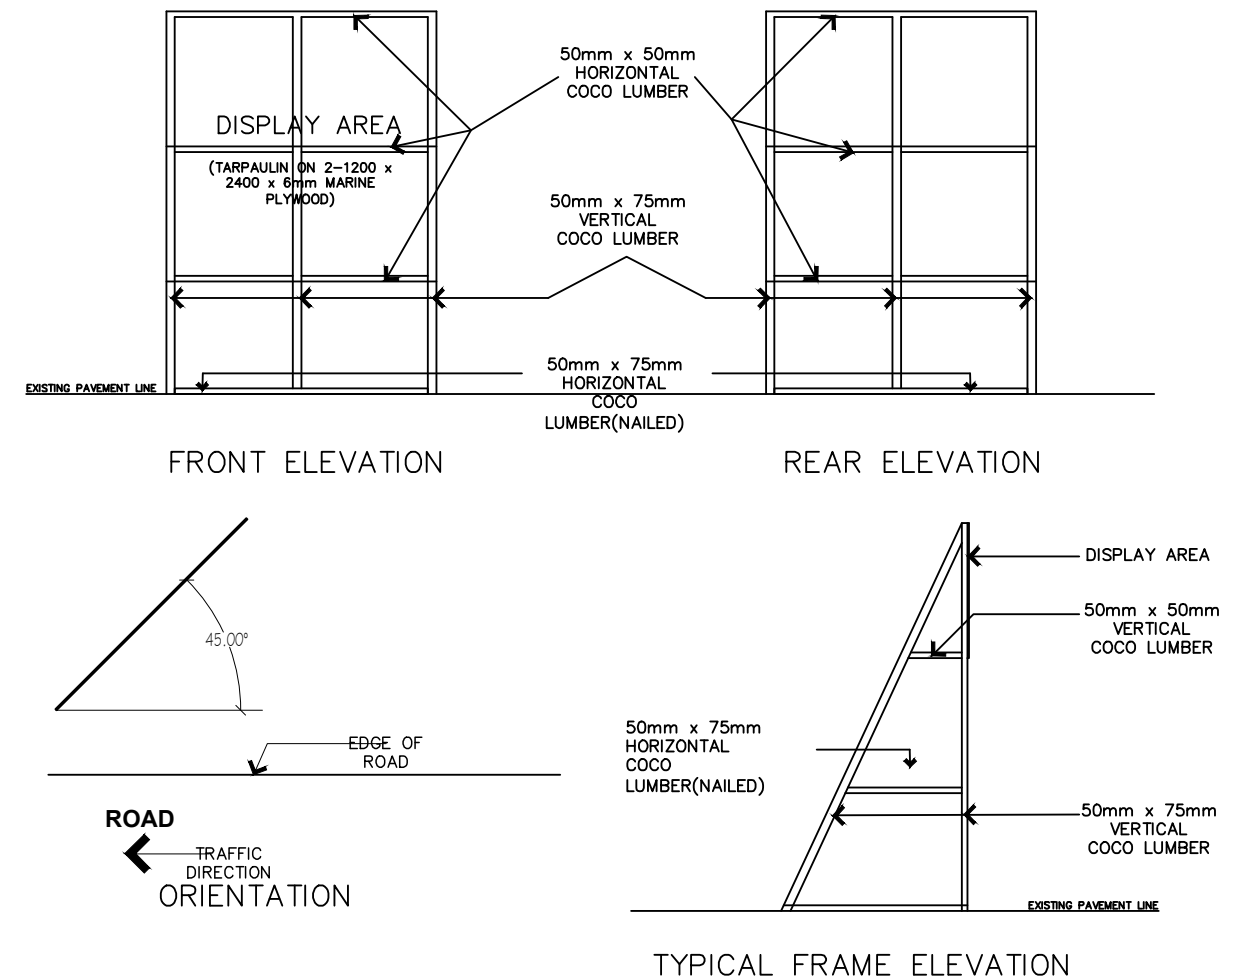 50mm x 50mm
HORIZONTAL
COCO LUMBER
DISPLAY AREA
(TARPAULIN ON 2-1200 x
2400 x 6mm MARINE
PLYWOOD)
50mm x 75mm
VERTICAL
COCO LUMBER
50mm x 75mm
HORIZONTAL
COCO
LUMBER(NAILED)
EXISTING PAVEMENT LINE
FRONT ELEVATION
REAR ELEVATION
45.00°
EDGE OF
ROAD
ROAD
TRAFFIC
DIRECTION
ORIENTATION
DISPLAY AREA
50mm x 50mm
VERTICAL
COCO LUMBER
50mm x 75mm
HORIZONTAL
COCO
LUMBER(NAILED)
50mm x 75mm
VERTICAL
COCO LUMBER
EXISTING PAVEMENT LINE
TYPICAL FRAME ELEVATION